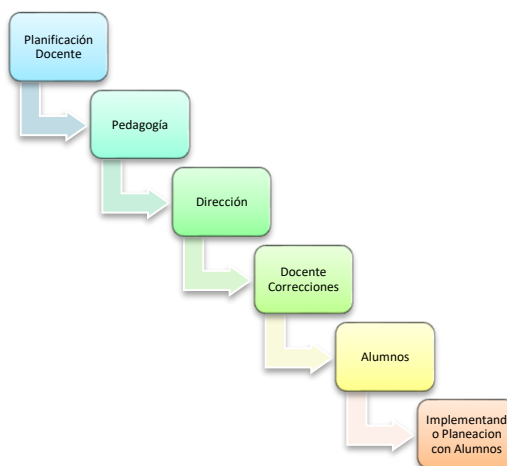 Planificación
Docente
Pedagogía
Dirección
Docente
Correcciones
Alumnos
Implementand
o Planeacion
con Alumnos